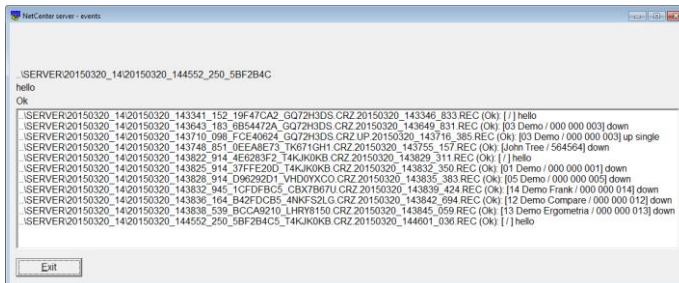 NetCenter server - events
..\SERVER\20150320_14\20150320_144552_250_5BF2B4C
hello
Ok
..\SERVER\20150320_14\20150320_143341_152_19F47CA2_GQ72H3DS.CRZ.20150320_143346_833.REC (Ok): [ / ] hello
..\SERVER\20150320_14\20150320_143643_183_6B54472A_GQ72H3DS.CRZ.20150320_143649_831.REC (Ok): [03 Demo / 000 000 003] down
..\SERVER\20150320_14\20150320_143710_098_FCE40624_GQ72H3DS.CRZ.UP.20150320_143716_385.REC (Ok): [03 Demo / 000 000 003] up single
..\SERVER\20150320_14\20150320_143748_851_0EEA8E73_TK671GH1.CRZ.20150320_143755_157.REC (Ok): [John Tree / 564564] down
..\SERVER\20150320_14\20150320_143822_914_4E6283F2_T4KJK0KB.CRZ.20150320_143829_311.REC (Ok): [ / ] hello
..\SERVER\20150320_14\20150320_143825_914_37FFE20D_T4KJK0KB.CRZ.20150320_143832_350.REC (Ok): [01 Demo / 000 000 001] down
..\SERVER\20150320_14\20150320_143828_914_D96292D1_VHD0YXCO.CRZ.20150320_143835_383.REC (Ok): [05 Demo / 000 000 005] down
..\SERVER\20150320_14\20150320_143832_945_1CFDFBC5_CBX7B67U.CRZ.20150320_143839_424.REC (Ok): [14 Demo Frank / 000 000 014] down
..\SERVER\20150320_14\20150320_143836_164_B42FDCB5_4NKFS2LG.CRZ.20150320_143842_694.REC (Ok): [12 Demo Compare / 000 000 012] down
..\SERVER\20150320_14\20150320_143838_539_BCCA9210_LHRY8150.CRZ.20150320_143845_059.REC (Ok): [13 Demo Ergometria / 000 000 013] down
..\SERVER\20150320_14\20150320_144552_250_5BF2B4C5_T4KJK0KB.CRZ.20150320_144601_036.REC (Ok): [ / ] hello
Exit